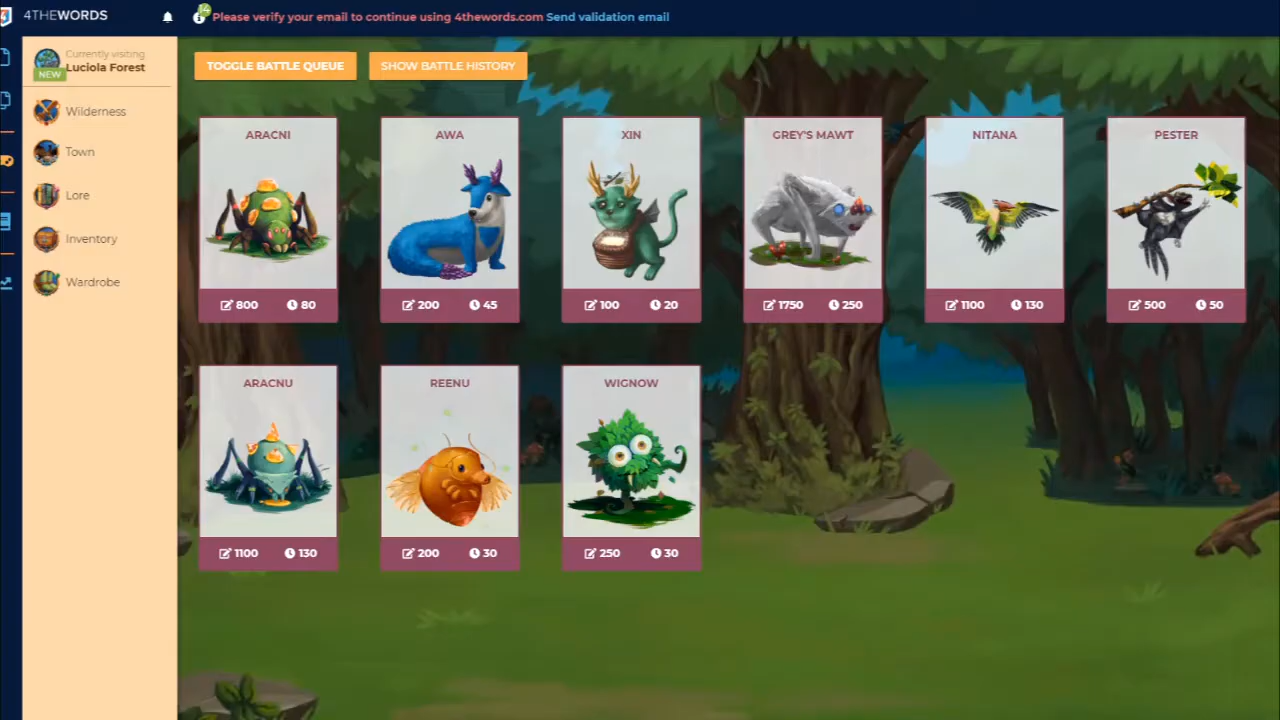 4THEWORDS
14
Please verify your email to continue using 4thewords.com Send validation email
Currently visiting
Luciola Forest
NEW
Wilderness
Town
Lore
Inventory
Wardrobe
TOGGLE BATTLE QUEUE
SHOW BATTLE HISTORY
ARACNI
800 80
AWA
200 45
XIN
100 20
GREY'S MAWT
1750 250
NITANA
1100 130
PESTER
500 50
ARACNU
1100 130
REENU
200 30
WIGNOW
250 30